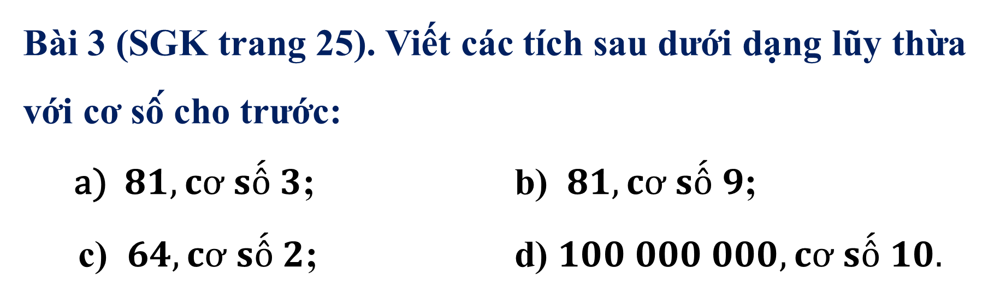 Bài 3 (SGK trang 25). Viết các tích sau dưới dạng lũy thừa
với cơ số cho trước:
a) 81, cơ số 3; b) 81, cơ số 9;
c) 64, cơ số 2; d) 100 000 000, cơ số 10.